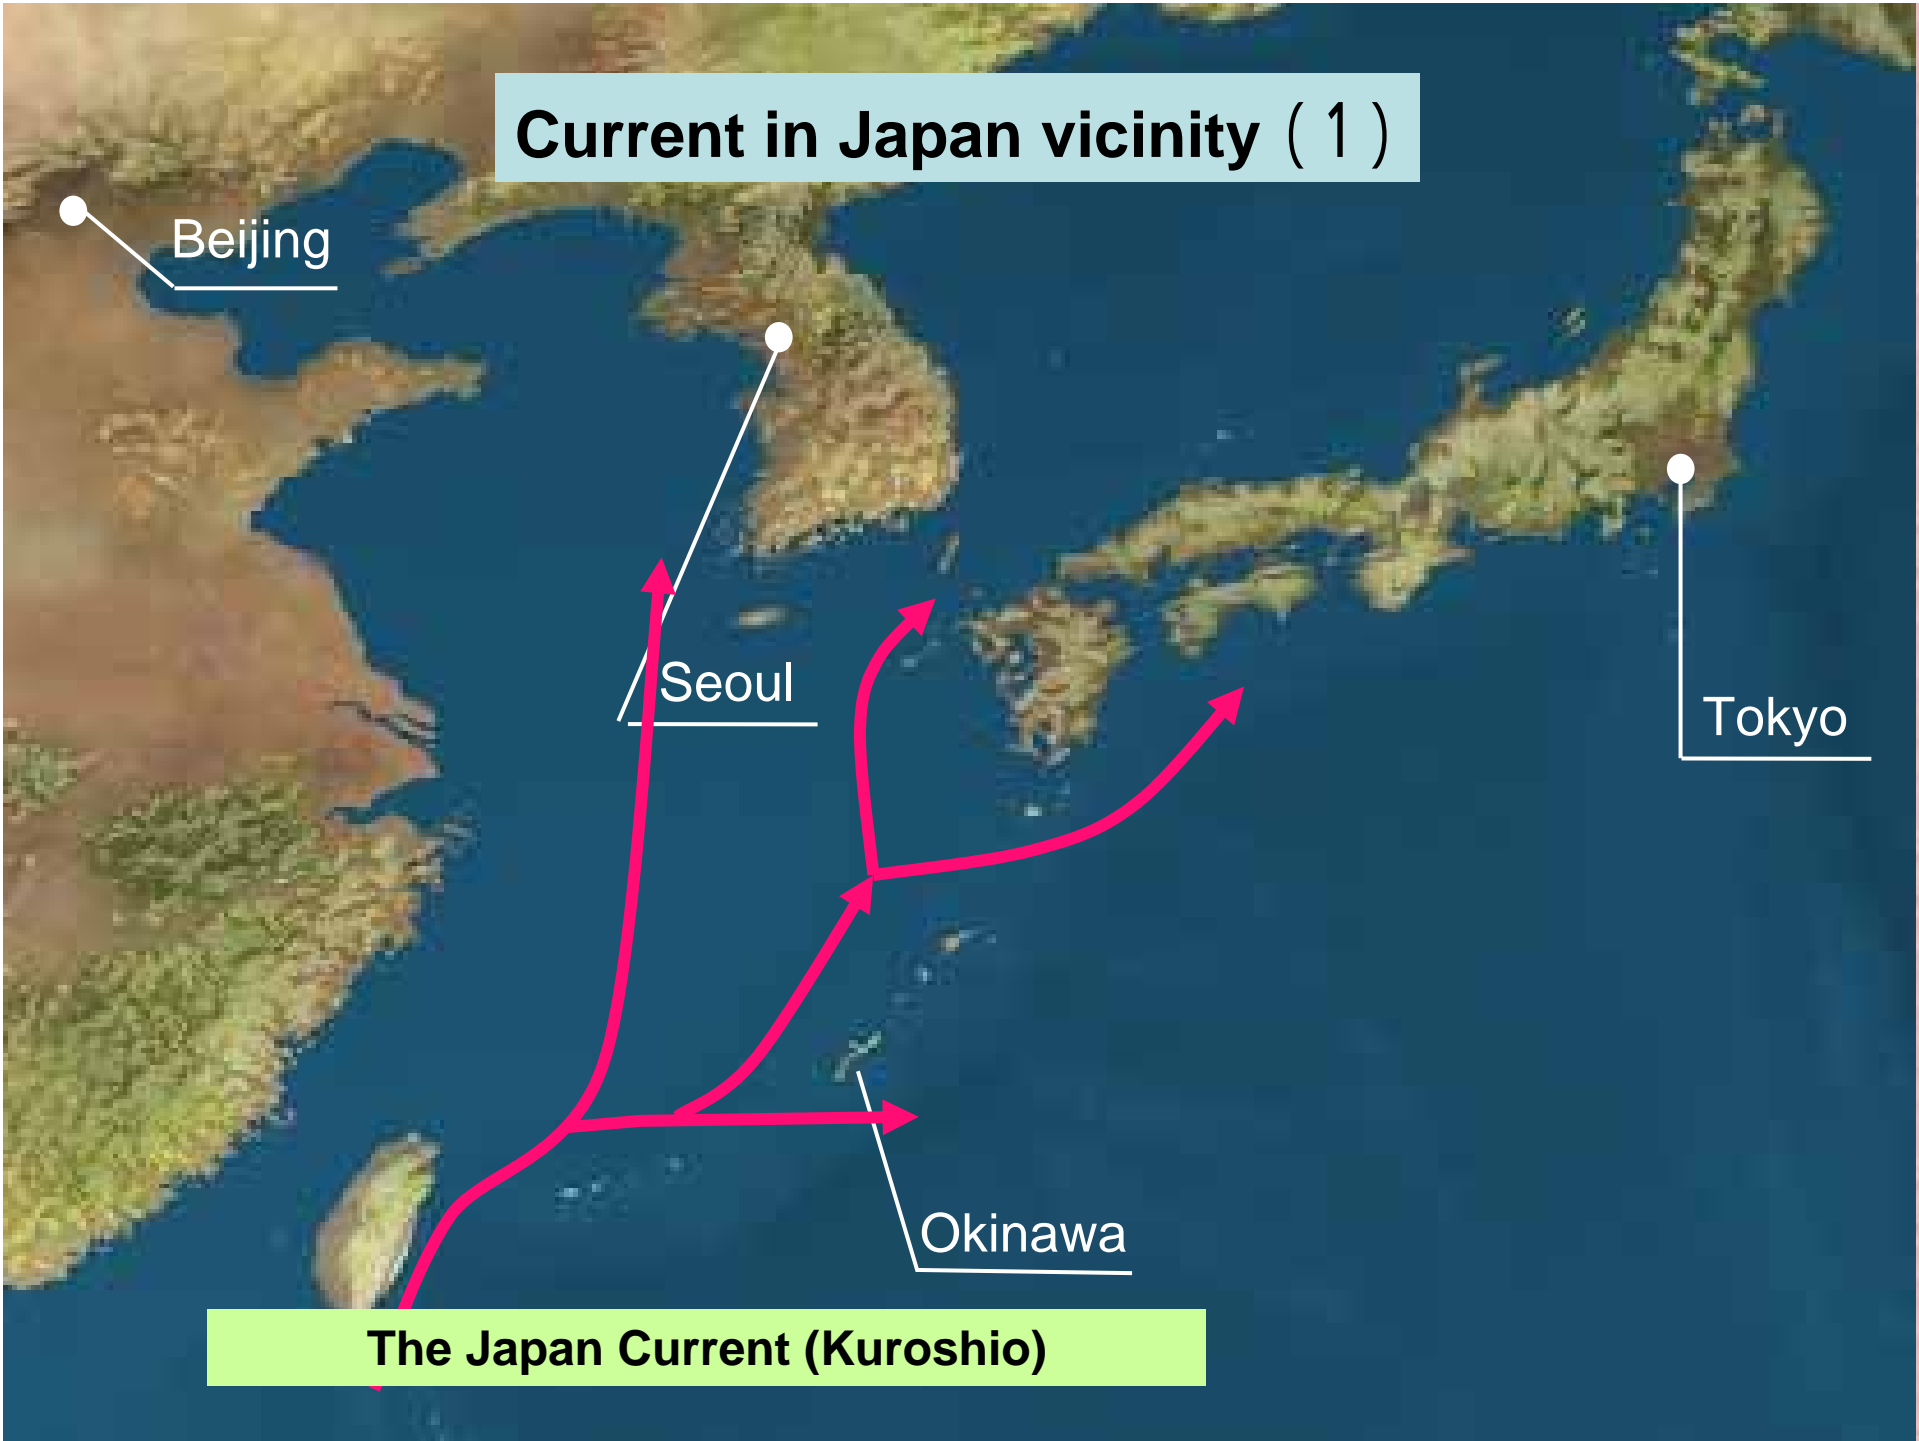 Current in Japan vicinity（1）
Beijing
Seoul
Tokyo
Okinawa
The Japan Current (Kuroshio)